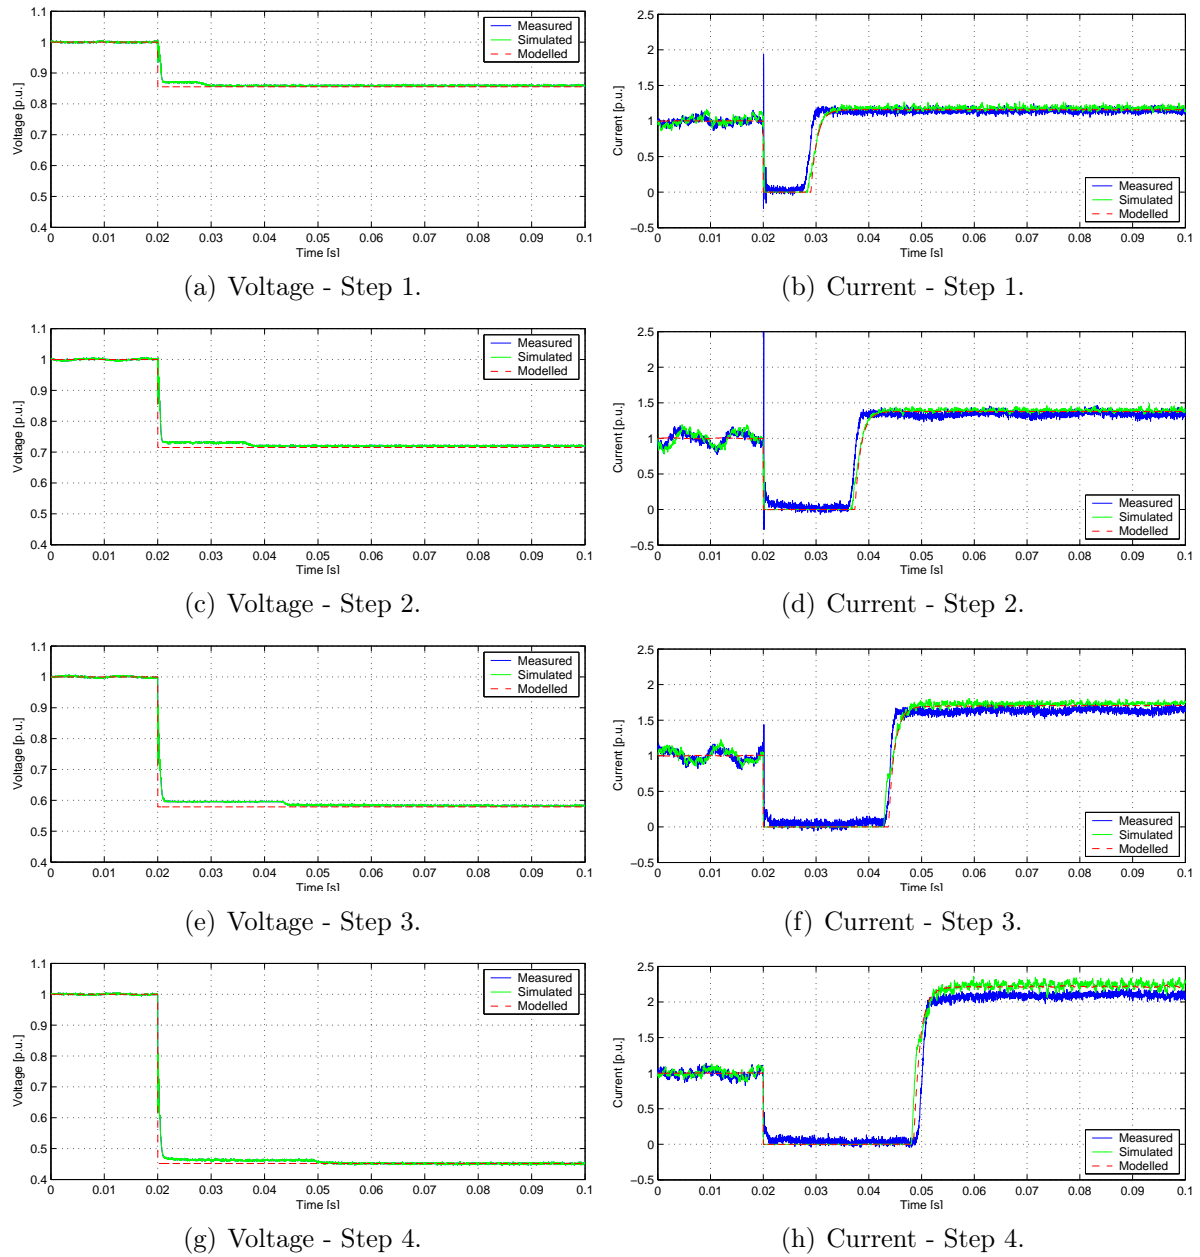 1.1
1
0.9
0.8
0.7
0.6
0.5
0.4
Voltage [p.u.]
0 0.01 0.02 0.03 0.04 0.05 0.06 0.07 0.08 0.09 0.1
Time [s]
Measured
Simulated
Modelled
(a) Voltage - Step 1.
2.5
2
1.5
1
0.5
0
−0.5
Current [p.u.]
0 0.01 0.02 0.03 0.04 0.05 0.06 0.07 0.08 0.09 0.1
Time [s]
Measured
Simulated
Modelled
(b) Current - Step 1.
1.1
1
0.9
0.8
0.7
0.6
0.5
0.4
Voltage [p.u.]
0 0.01 0.02 0.03 0.04 0.05 0.06 0.07 0.08 0.09 0.1
Time [s]
Measured
Simulated
Modelled
(c) Voltage - Step 2.
2.5
2
1.5
1
0.5
0
−0.5
Current [p.u.]
0 0.01 0.02 0.03 0.04 0.05 0.06 0.07 0.08 0.09 0.1
Time [s]
Measured
Simulated
Modelled
(d) Current - Step 2.
1.1
1
0.9
0.8
0.7
0.6
0.5
0.4
Voltage [p.u.]
0 0.01 0.02 0.03 0.04 0.05 0.06 0.07 0.08 0.09 0.1
Time [s]
Measured
Simulated
Modelled
(e) Voltage - Step 3.
2.5
2
1.5
1
0.5
0
−0.5
Current [p.u.]
0 0.01 0.02 0.03 0.04 0.05 0.06 0.07 0.08 0.09 0.1
Time [s]
Measured
Simulated
Modelled
(f) Current - Step 3.
1.1
1
0.9
0.8
0.7
0.6
0.5
0.4
Voltage [p.u.]
0 0.01 0.02 0.03 0.04 0.05 0.06 0.07 0.08 0.09 0.1
Time [s]
Measured
Simulated
Modelled
(g) Voltage - Step 4.
2.5
2
1.5
1
0.5
0
−0.5
Current [p.u.]
0 0.01 0.02 0.03 0.04 0.05 0.06 0.07 0.08 0.09 0.1
Time [s]
Measured
Simulated
Modelled
(h) Current - Step 4.